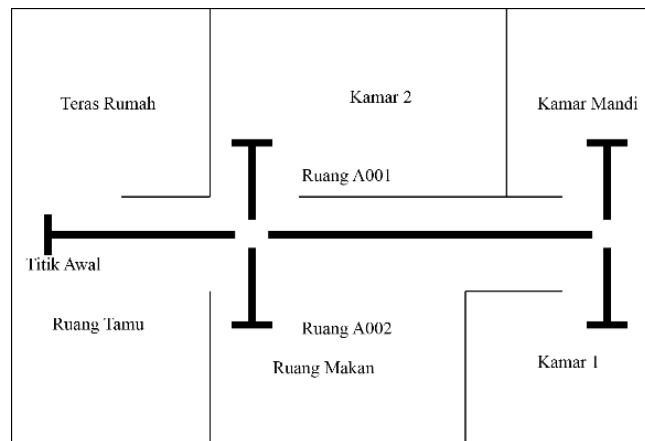 Teras Rumah
Kamar 2
Kamar Mandi
Ruang A001
Titik Awal
Ruang Tamu
Ruang A002
Ruang Makan
Kamar 1